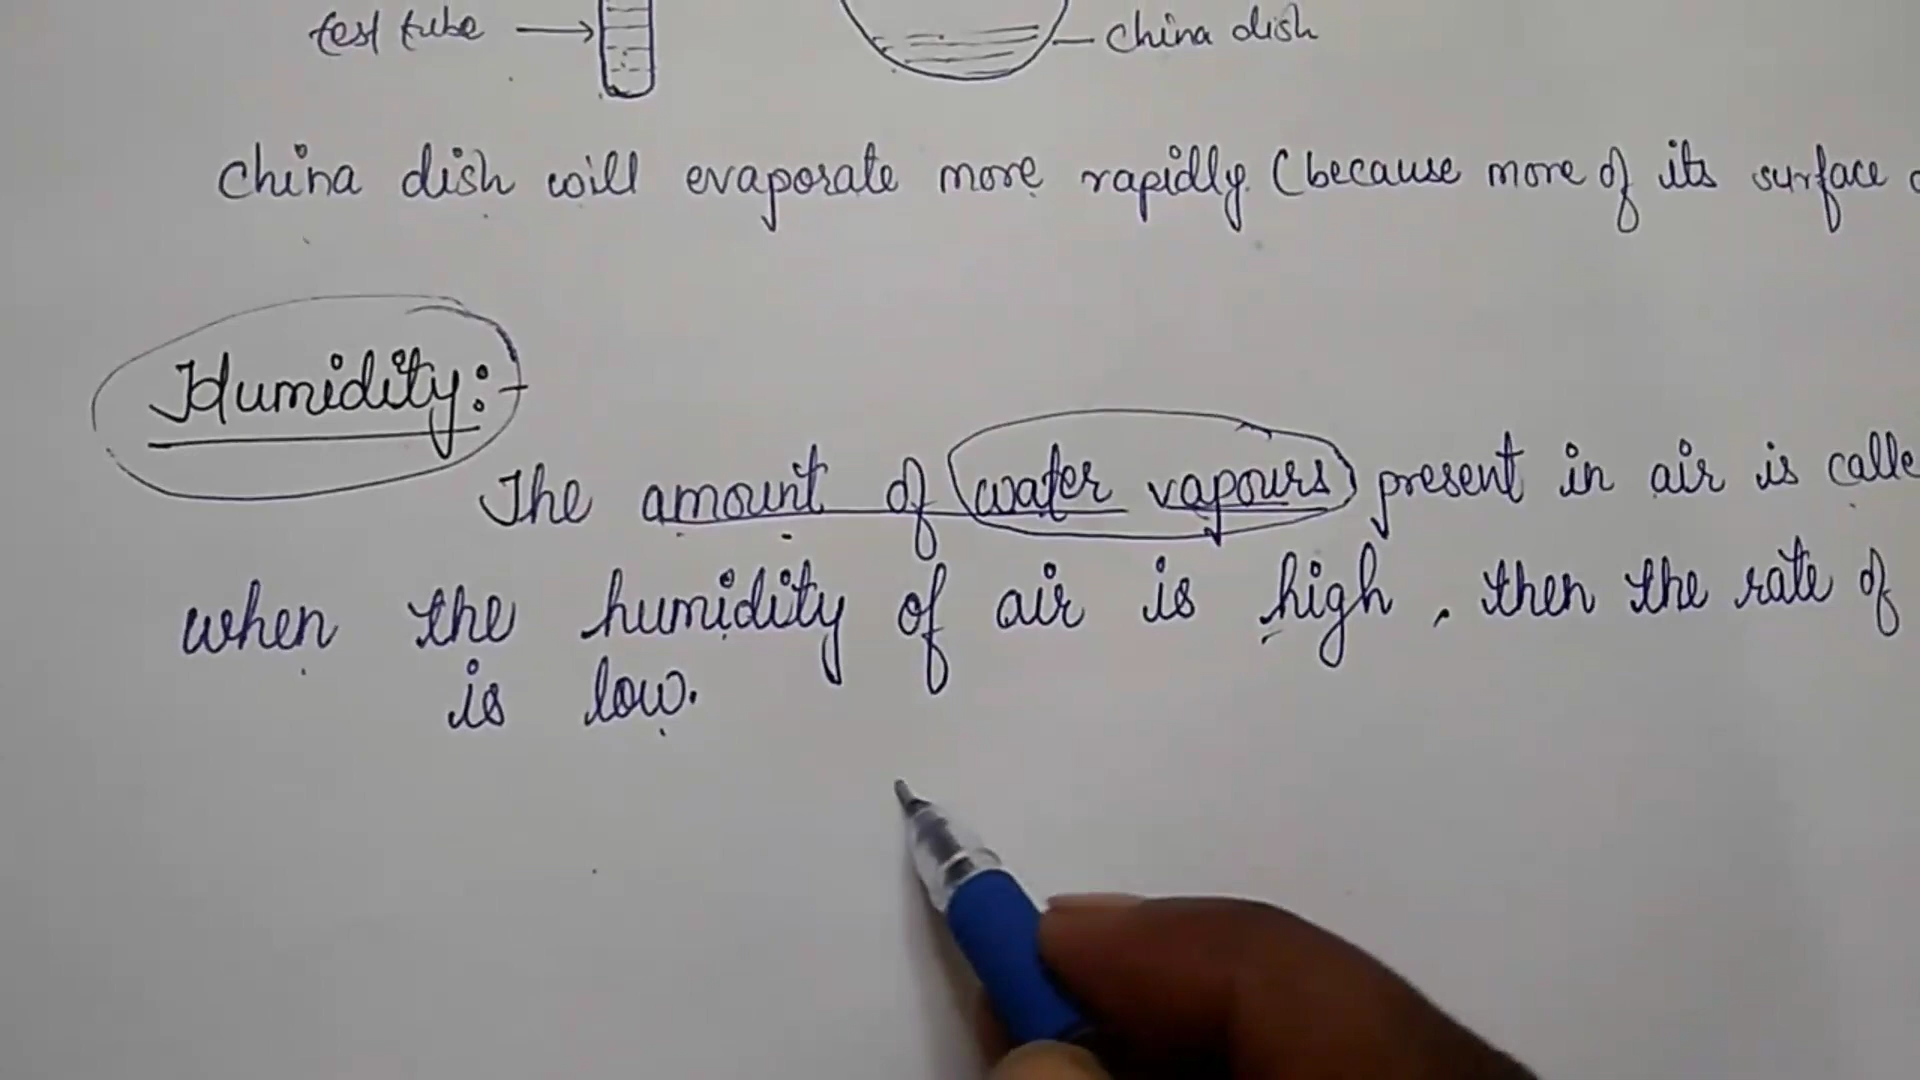 test tube
china dish
china dish will evaporate more rapidly (because more of its surface
Humidity:-
The amount of water vapours present in air is calle
when the humidity of air is high, then the rate of
is low.